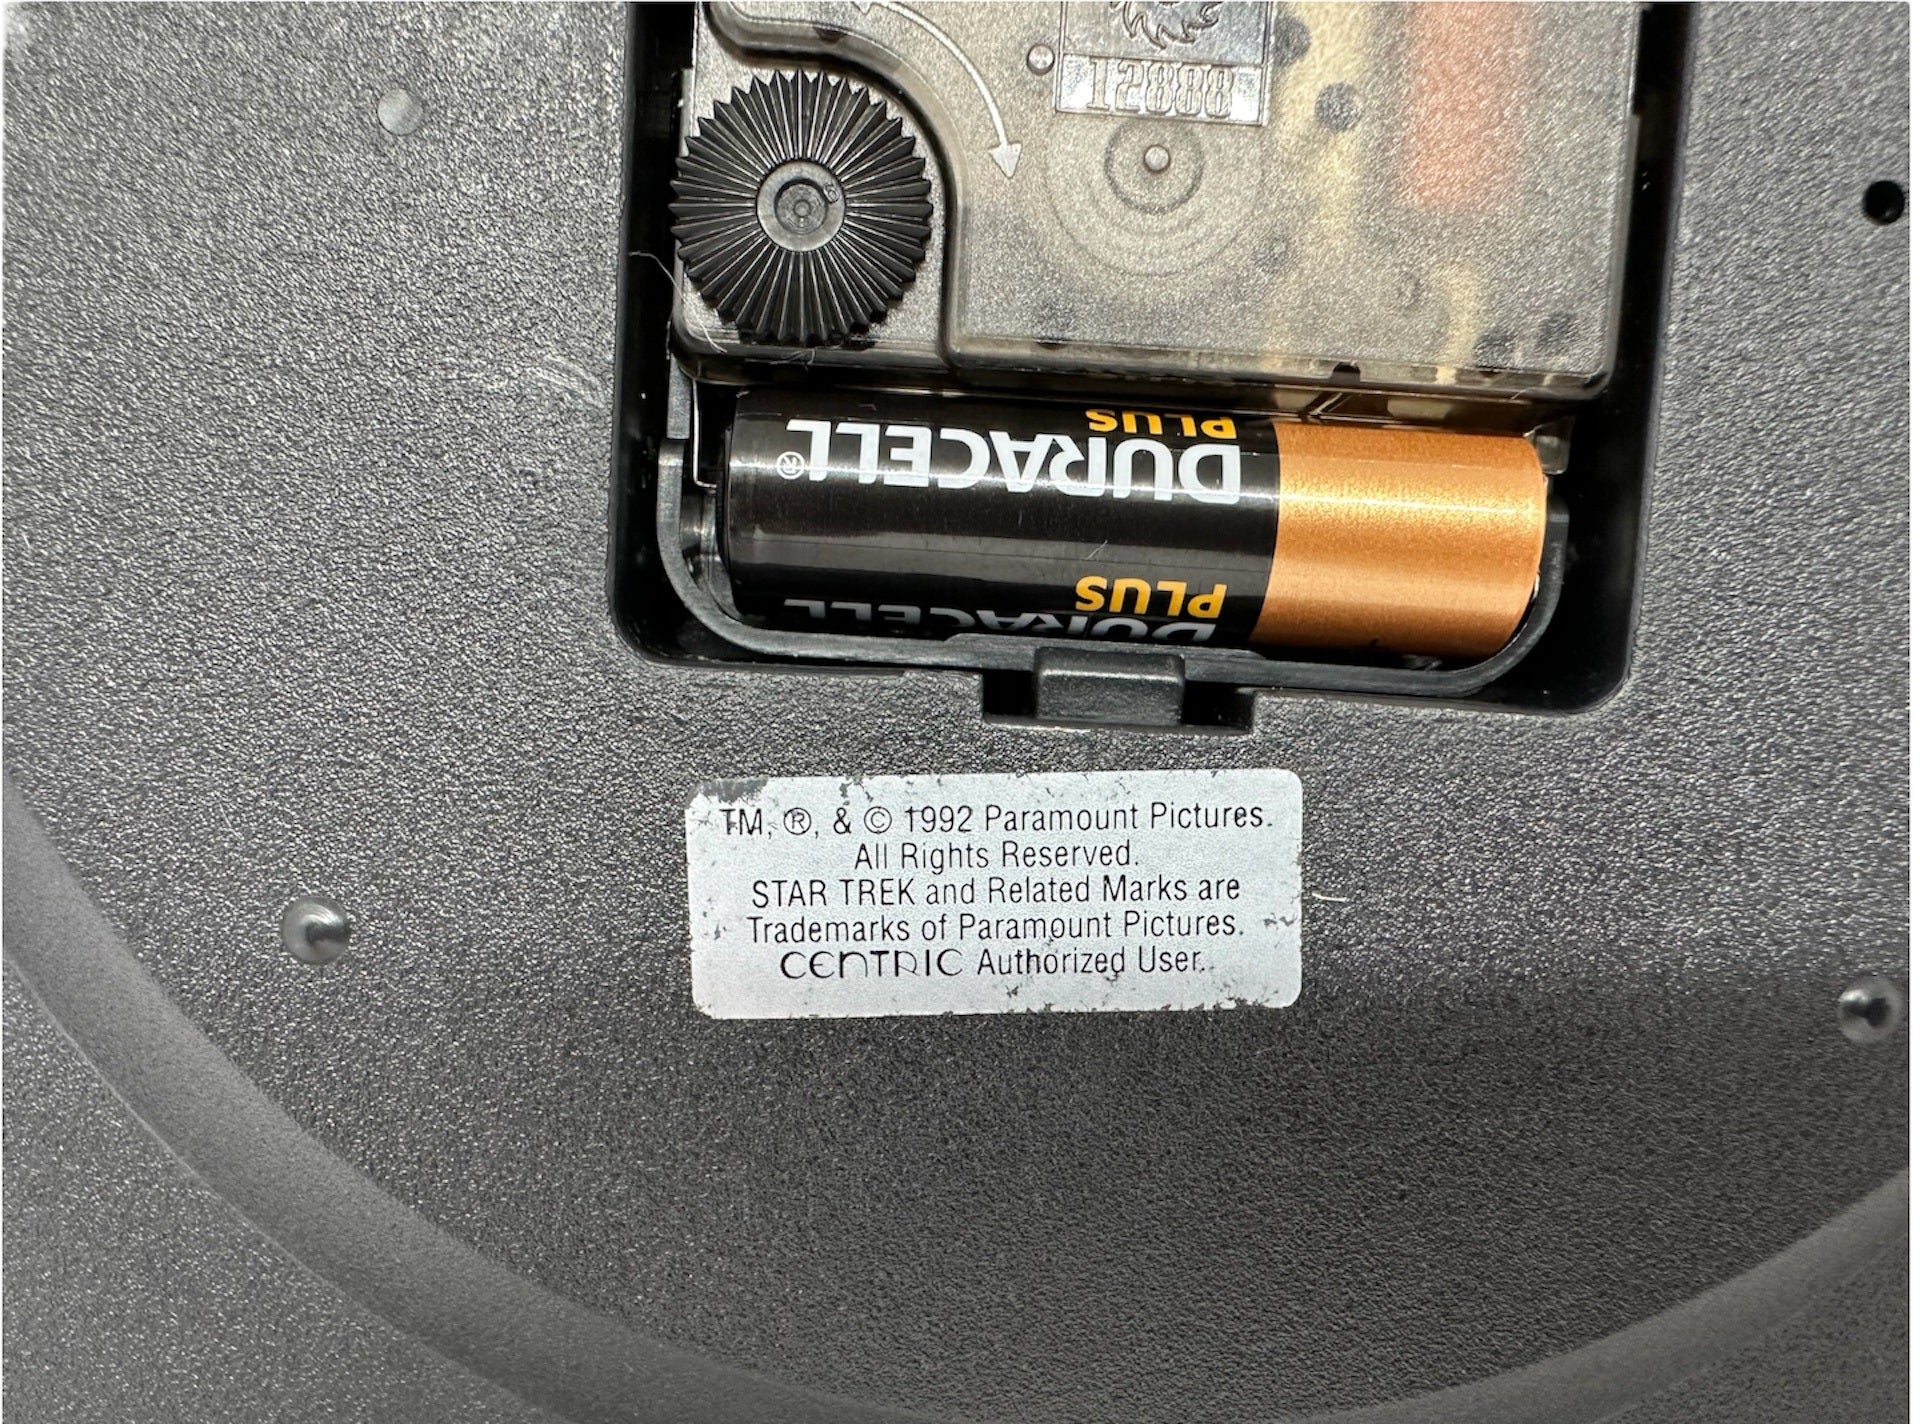 12888
PLUS
DURACELL®
PLUS
DURACELL
TM, ®, & © 1992 Paramount Pictures.
All Rights Reserved.
STAR TREK and Related Marks are
Trademarks of Paramount Pictures.
CENTRIC Authorized User.